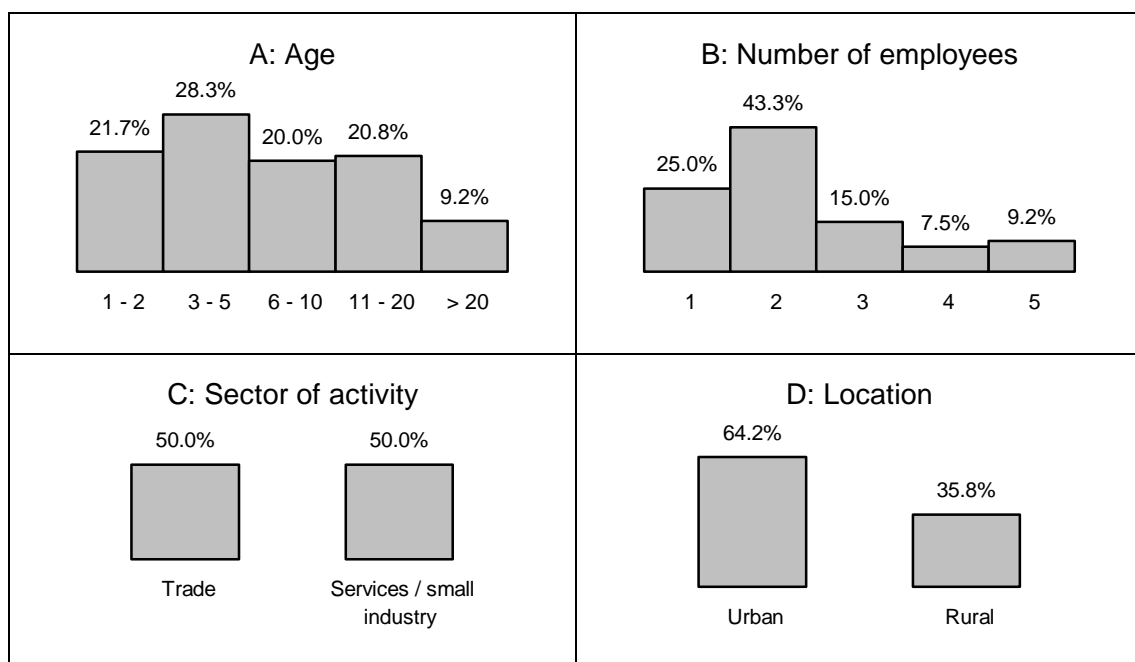 A: Age
28.3%
21.7%
20.0%
20.8%
9.2%
1 - 2 3 - 5 6 - 10 11 - 20 > 20
B: Number of employees
43.3%
25.0%
15.0%
7.5%
9.2%
1 2 3 4 5
C: Sector of activity
50.0% 50.0%
Trade Services / small
industry
D: Location
64.2%
35.8%
Urban Rural